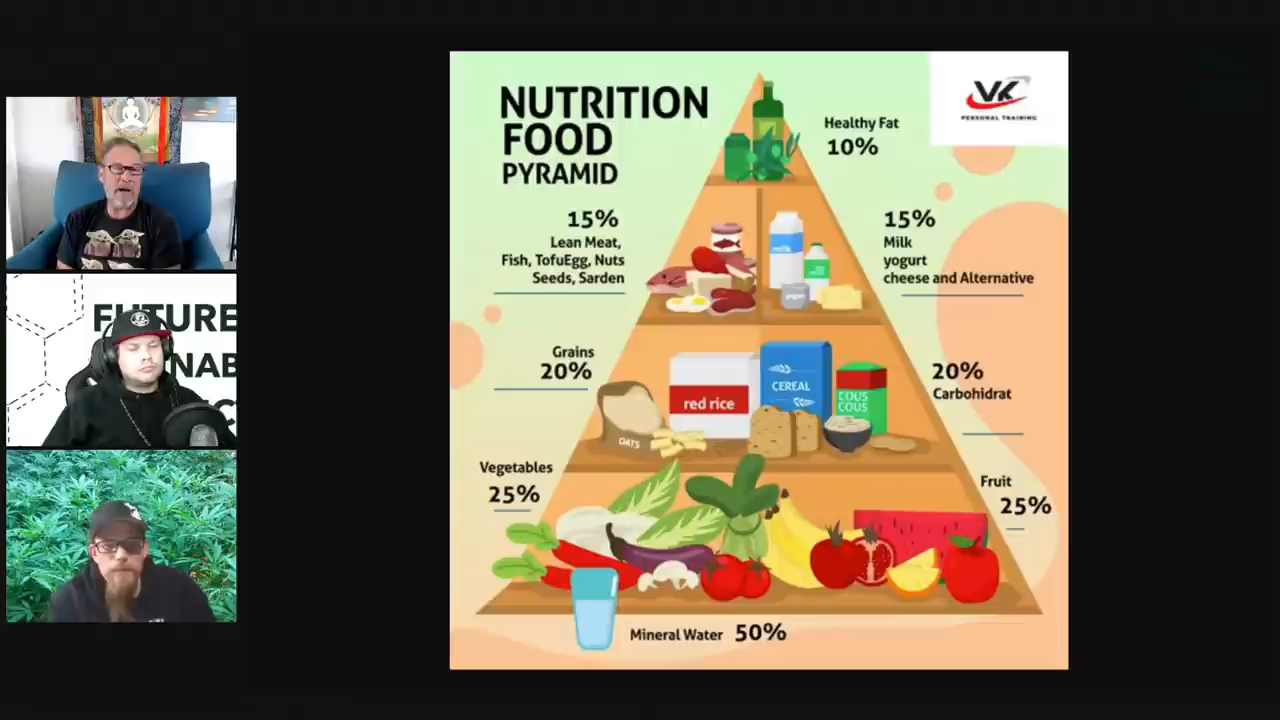 NUTRITION
FOOD
PYRAMID
VK
PERSONAL TRAINING
Healthy Fat
10%
15%
Lean Meat,
Fish, TofuEgg, Nuts
Seeds, Sarden
15%
Milk
yogurt
cheese and Alternative
milk
Grains
20%
20%
Carbohidrat
red rice
CEREAL
COUS
COUS
OATS
Vegetables
25%
Fruit
25%
Mineral Water 50%
FUTURE
NAB
C